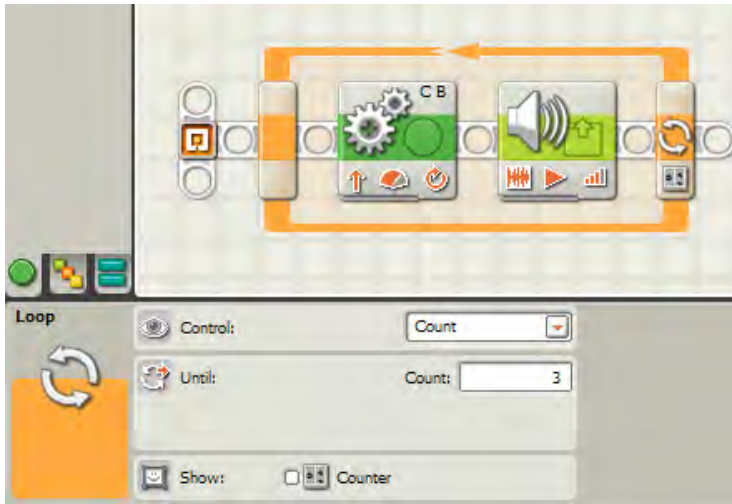 C B
Loop
Control: Count
Until: Count: 3
Show: Counter